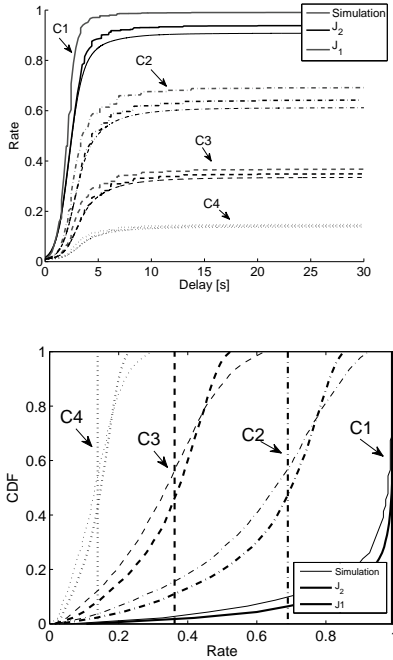 1
0.8
0.6
0.4
0.2
0
Rate
0 5 10 15 20 25 30
Delay [s]
C1
C2
C3
C4
Simulation
J2
J1
1
0.8
0.6
0.4
0.2
0
CDF
0 0.2 0.4 0.6 0.8 1
Rate
C4
C3
C2
C1
Simulation
J2
J1